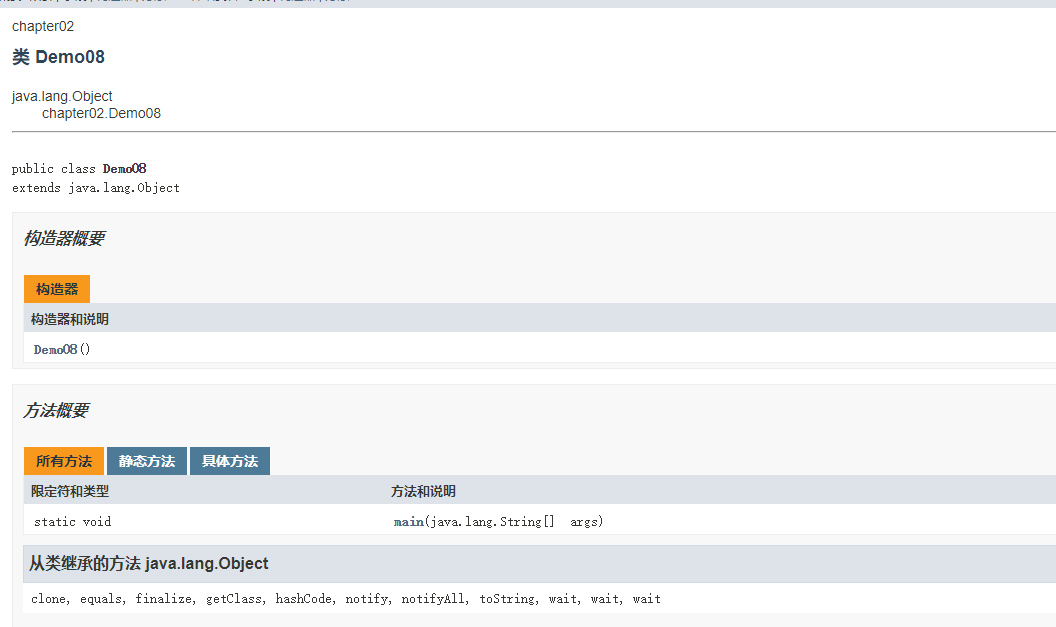 chapter02
类 Demo08
java.lang.Object
chapter02.Demo08
public class Demo08
extends java.lang.Object
构造器概要
构造器
构造器和说明
Demo08()
方法概要
所有方法 静态方法 具体方法
限定符和类型 方法和说明
static void main(java.lang.String[] args)
从类继承的方法 java.lang.Object
clone, equals, finalize, getClass, hashCode, notify, notifyAll, toString, wait, wait, wait